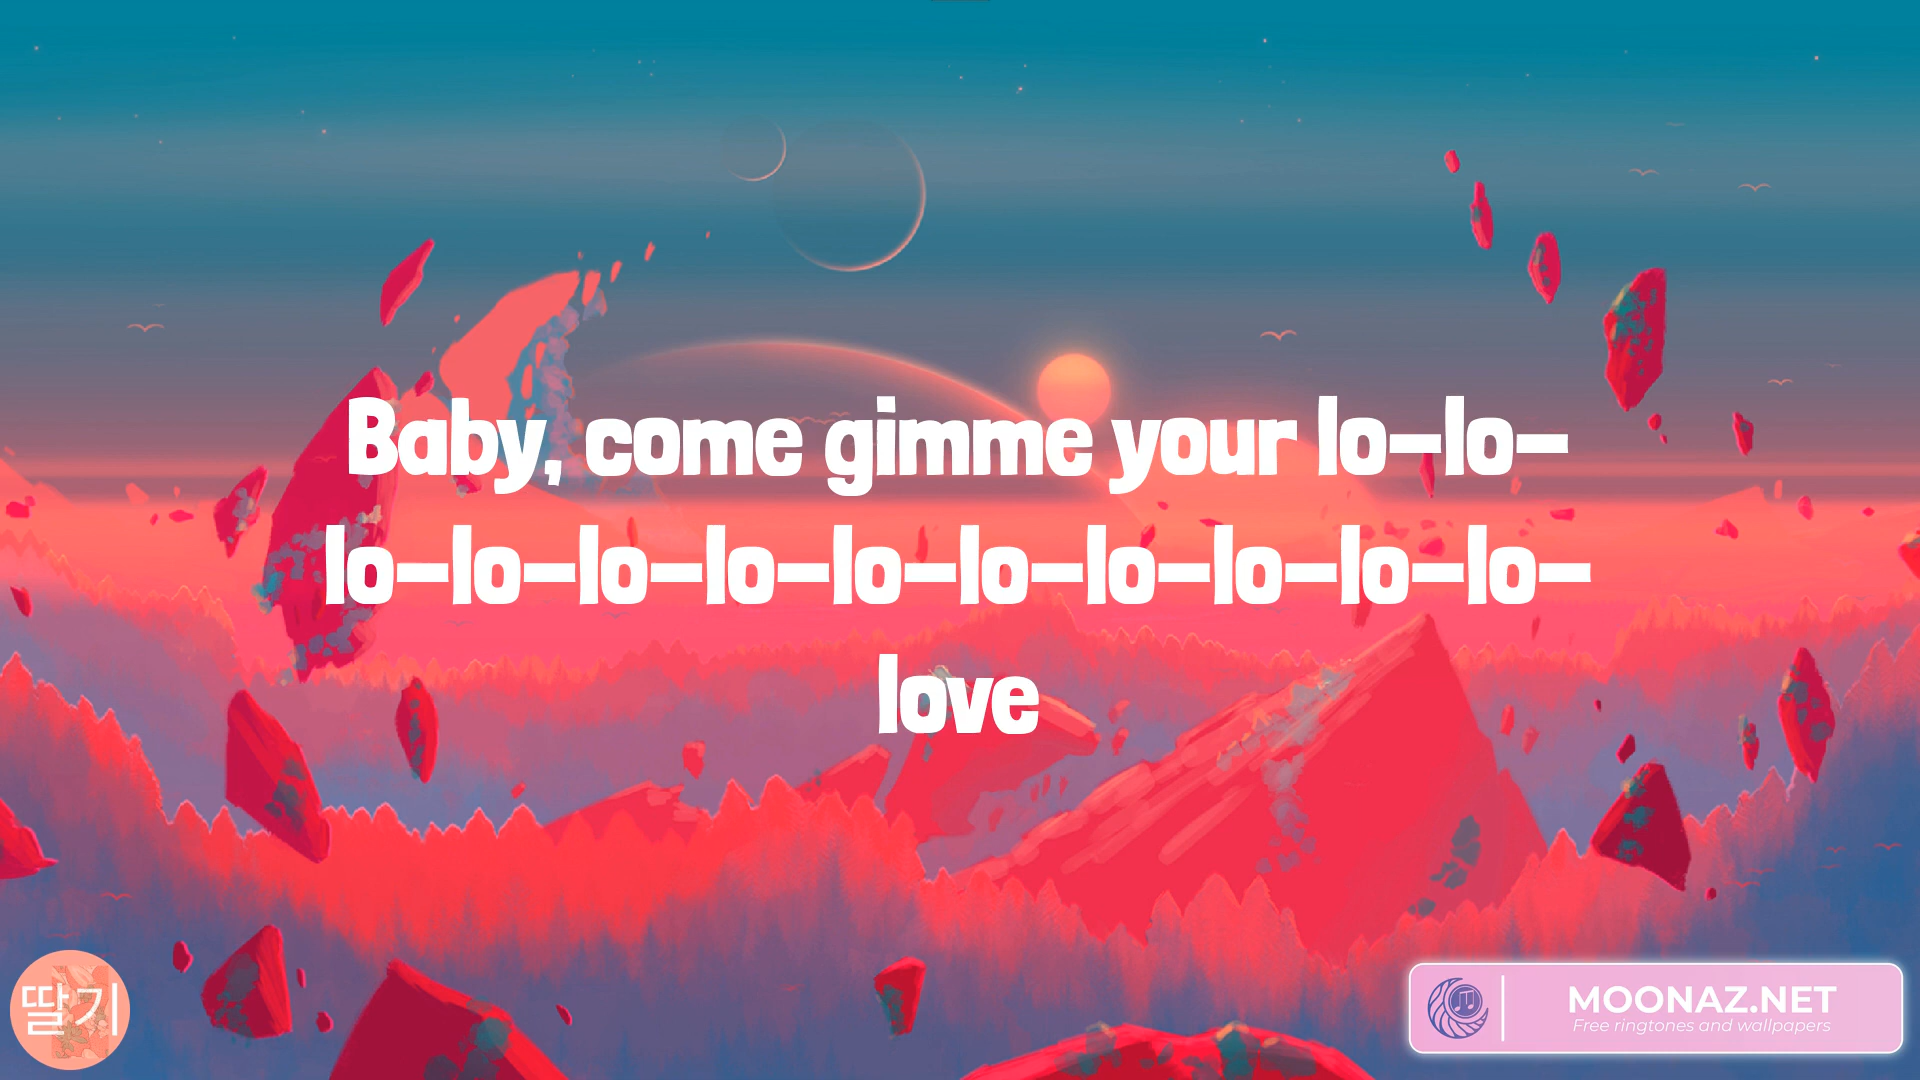 Baby, come gimme your lo-lo-
lo-lo-lo-lo-lo-lo-lo-lo-lo-lo-
love
딸기
MOONAZ.NET
Free ringtones and wallpapers